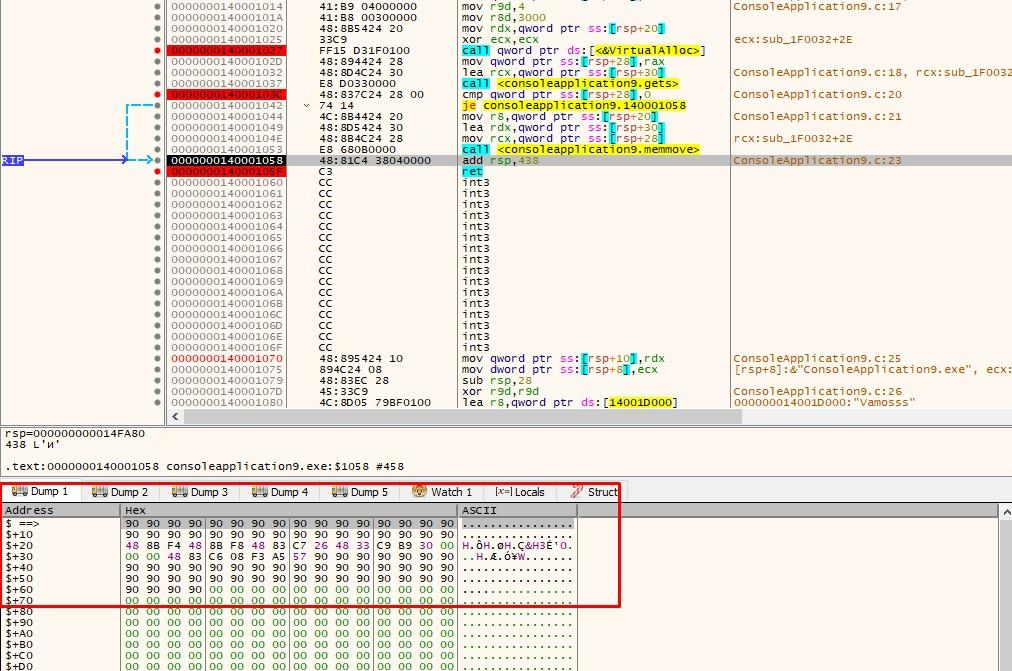 0000000140001014 41:B9 04000000 mov r9d,4 ConsoleApplication9.c:17
000000014000101A 41:B8 00300000 mov r8d,3000
0000000140001020 48:8B5424 20 mov rdx,qword ptr ss:[rsp+20]
0000000140001025 33C9 xor ecx,ecx ecx:sub_1F0032+2E
0000000140001027 FF15 D31F0100 call qword ptr ds:[<&VirtualAlloc>]
000000014000102D 48:894424 28 mov qword ptr ss:[rsp+28],rax
0000000140001032 48:8D4C24 30 lea rcx,qword ptr ss:[rsp+30] ConsoleApplication9.c:18, rcx:sub_1F0032
0000000140001037 E8 D0330000 call <consoleapplication9.gets>
000000014000103C 48:837C24 28 00 cmp qword ptr ss:[rsp+28],0 ConsoleApplication9.c:20
0000000140001042 74 14 je consoleapplication9.140001058
0000000140001044 4C:8B4424 20 mov r8,qword ptr ss:[rsp+20] ConsoleApplication9.c:21
0000000140001049 48:8D5424 30 lea rdx,qword ptr ss:[rsp+30]
000000014000104E 48:8B4C24 28 mov rcx,qword ptr ss:[rsp+28] rcx:sub_1F0032+2E
0000000140001053 E8 680B0000 call <consoleapplication9.memmove>
RIP 0000000140001058 48:81C4 38040000 add rsp,438 ConsoleApplication9.c:23
000000014000105F C3 ret
0000000140001060 CC int3
0000000140001061 CC int3
0000000140001062 CC int3
0000000140001063 CC int3
0000000140001064 CC int3
0000000140001065 CC int3
0000000140001066 CC int3
0000000140001067 CC int3
0000000140001068 CC int3
0000000140001069 CC int3
000000014000106A CC int3
000000014000106B CC int3
000000014000106C CC int3
000000014000106D CC int3
000000014000106E CC int3
000000014000106F CC int3
0000000140001070 48:895424 10 mov qword ptr ss:[rsp+10],rdx ConsoleApplication9.c:25
0000000140001075 894C24 08 mov dword ptr ss:[rsp+8],ecx [rsp+8]:&"ConsoleApplication9.exe", ecx:
0000000140001079 48:83EC 28 sub rsp,28
000000014000107D 45:33C9 xor r9d,r9d ConsoleApplication9.c:26
0000000140001080 4C:8D05 79BF0100 lea r8,qword ptr ds:[14001D000] 000000014001D000:"Vamosss"
rsp=000000000014FA80
438 L'и'
.text:0000000140001058 consoleapplication9.exe:$1058 #458
Dump 1 Dump 2 Dump 3 Dump 4 Dump 5 Watch 1 [x=] Locals Struct
Address Hex ASCII
$ ==> 90 90 90 90 90 90 90 90 90 90 90 90 90 90 90 90 ................
$+10 90 90 90 90 90 90 90 90 90 90 90 90 90 90 90 90 ................
$+20 48 8B F4 48 8B F8 48 83 C7 26 48 33 C9 B9 30 00 H.ôH.øH.Ç&H3É¹0.
$+30 00 00 48 83 C6 08 F3 A5 57 90 90 90 90 90 90 90 ..H.Æ.ó¥W.......
$+40 90 90 90 90 90 90 90 90 90 90 90 90 90 90 90 90 ................
$+50 90 90 90 90 90 90 90 90 90 90 90 90 90 90 90 90 ................
$+60 90 90 90 90 00 00 00 00 00 00 00 00 00 00 00 00 ................
$+70 00 00 00 00 00 00 00 00 00 00 00 00 00 00 00 00 ................
$+80 00 00 00 00 00 00 00 00 00 00 00 00 00 00 00 00 ................
$+90 00 00 00 00 00 00 00 00 00 00 00 00 00 00 00 00 ................
$+A0 00 00 00 00 00 00 00 00 00 00 00 00 00 00 00 00 ................
$+B0 00 00 00 00 00 00 00 00 00 00 00 00 00 00 00 00 ................
$+C0 00 00 00 00 00 00 00 00 00 00 00 00 00 00 00 00 ................
$+D0 00 00 00 00 00 00 00 00 00 00 00 00 00 00 00 00 ................